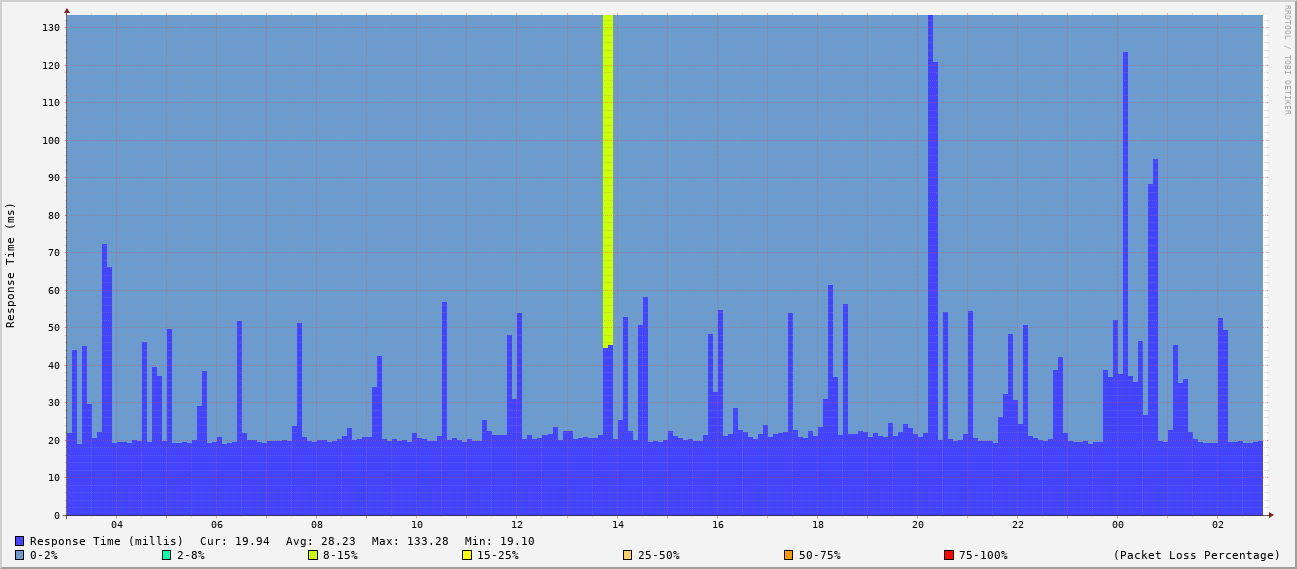 RRDTOOL / TOBI OETIKER
Response Time (ms)
130
120
110
100
90
80
70
60
50
40
30
20
10
0
04 06 08 10 12 14 16 18 20 22 00 02
Response Time (millis) Cur: 19.94 Avg: 28.23 Max: 133.28 Min: 19.10
0-2% 2-8% 8-15% 15-25% 25-50% 50-75% 75-100% (Packet Loss Percentage)